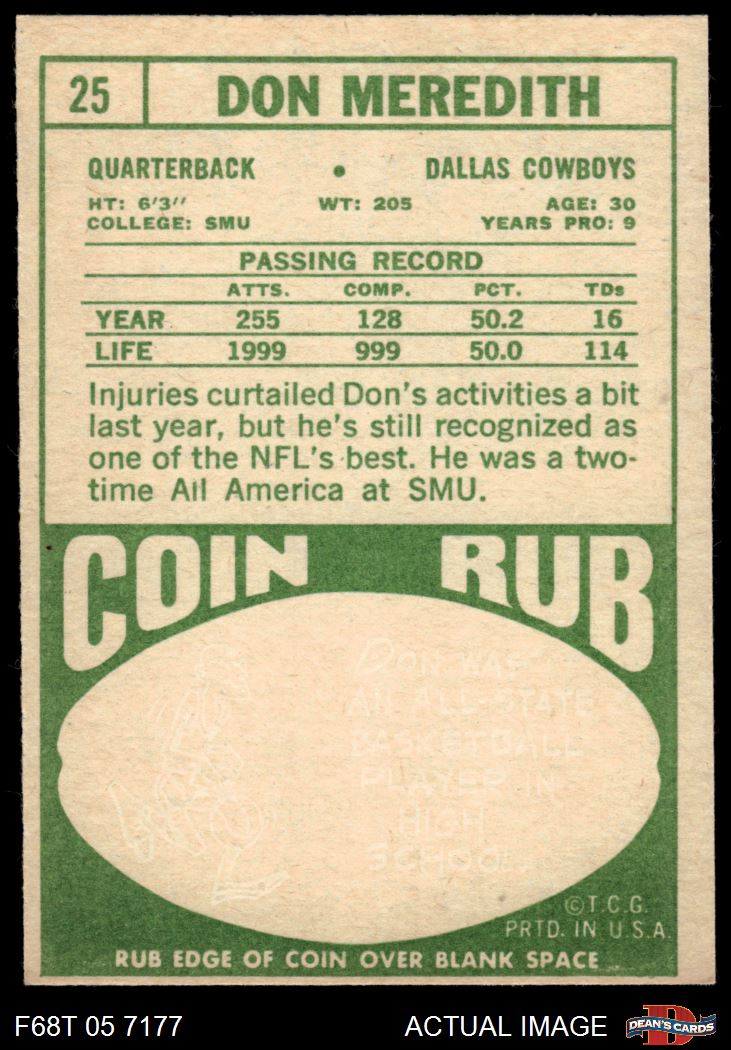 25 DON MEREDITH
QUARTERBACK • DALLAS COWBOYS
HT: 6'3" WT: 205 AGE: 30
COLLEGE: SMU YEARS PRO: 9
PASSING RECORD
ATTS. COMP. PCT. TDs
YEAR 255 128 50.2 16
LIFE 1999 999 50.0 114
Injuries curtailed Don's activities a bit
last year, but he's still recognized as
one of the NFL's best. He was a two-
time All America at SMU.
COIN RUB
DON WAS
AN ALL-STATE
BASKETBALL
PLAYER IN
HIGH
SCHOOL
©T.C.G.
PRTD. IN U.S.A.
RUB EDGE OF COIN OVER BLANK SPACE
F68T 05 7177 ACTUAL IMAGE D DEAN'S CARDS